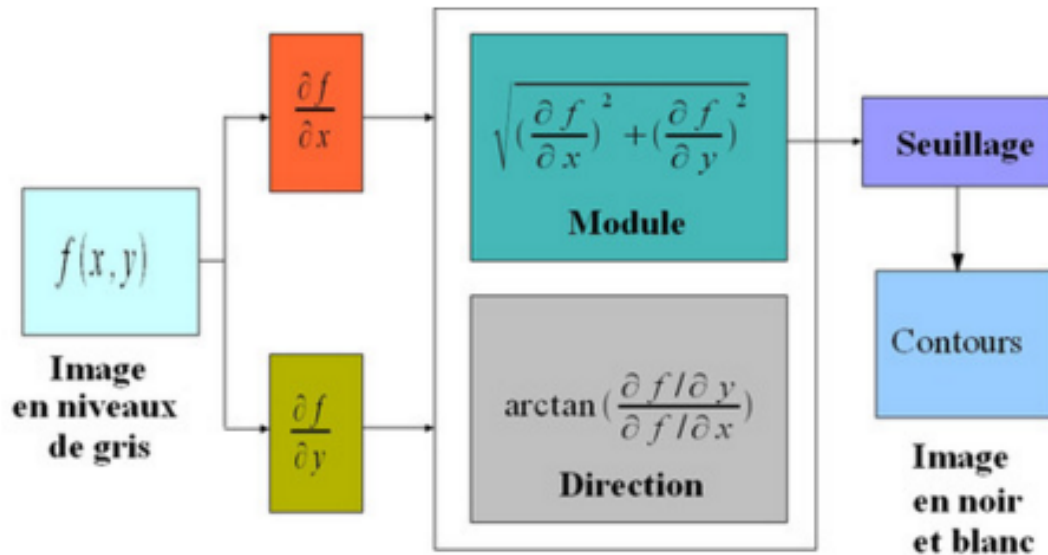 f(x,y)
Image
en niveaux
de gris
∂f
∂x
∂f
∂y
√((∂f/∂x)² + (∂f/∂y)²)
Module
arctan(∂f/∂y / ∂f/∂x)
Direction
Seuillage
Contours
Image
en noir
et blanc